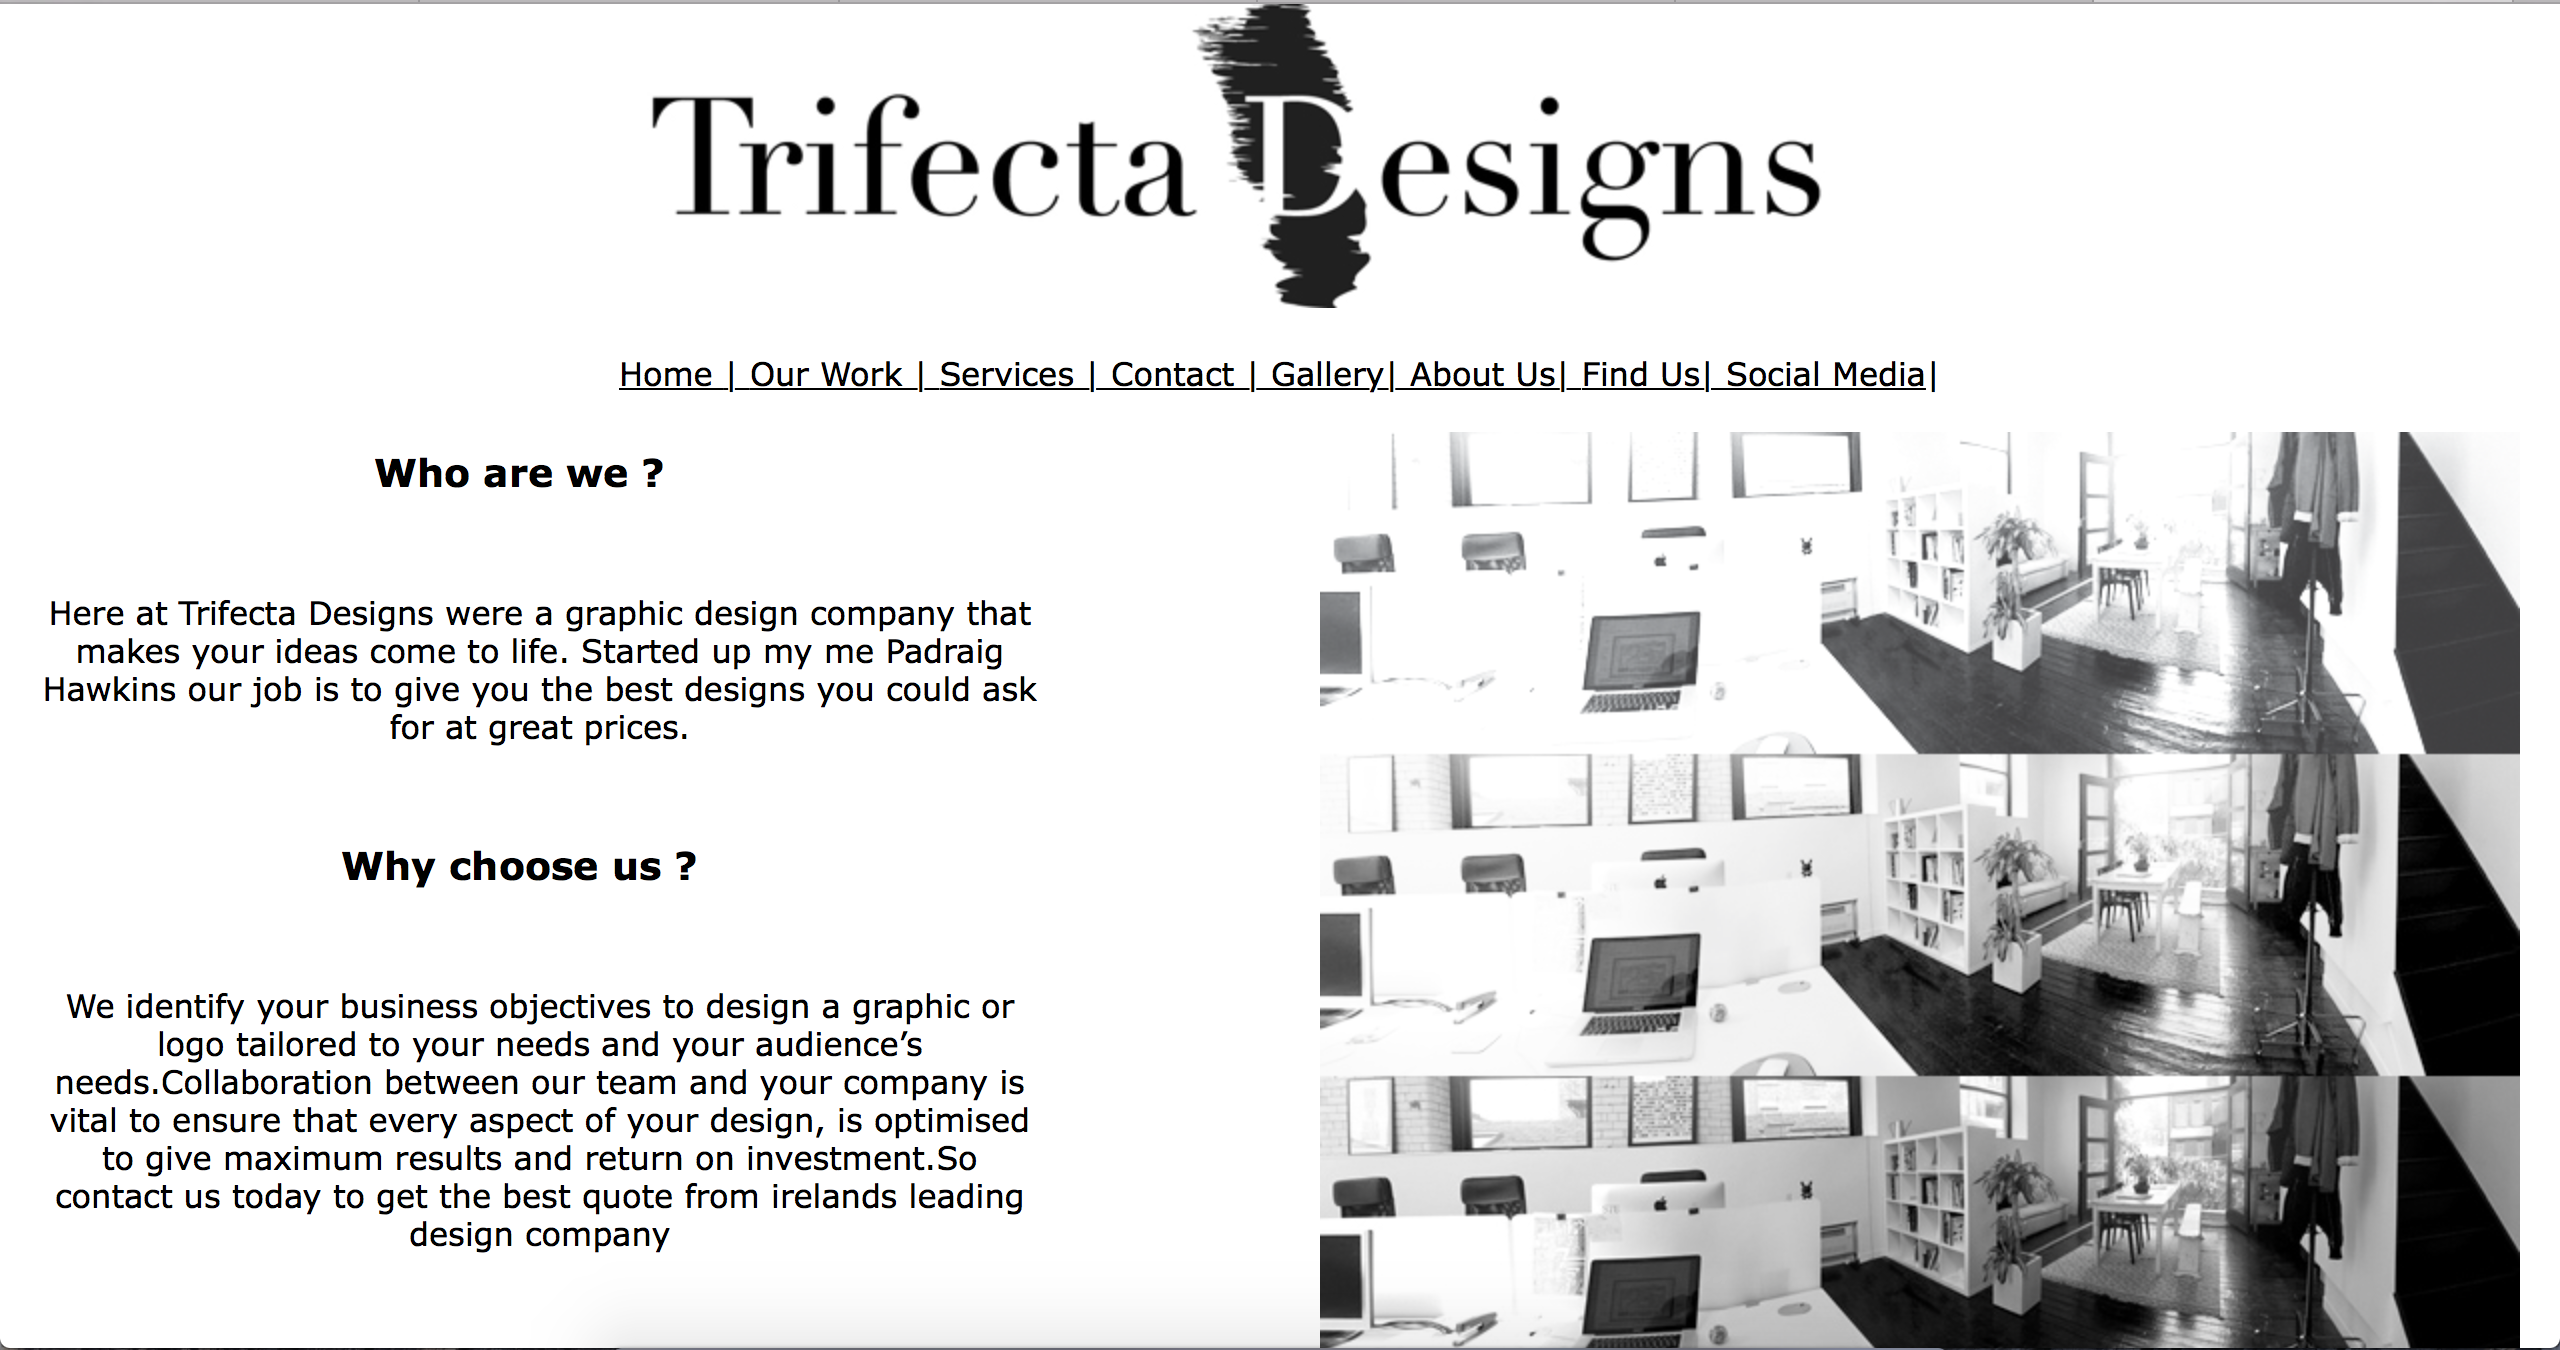 Trifecta Designs
Home | Our Work | Services | Contact | Gallery| About Us| Find Us| Social Media|
Who are we ?
Here at Trifecta Designs were a graphic design company that
makes your ideas come to life. Started up my me Padraig
Hawkins our job is to give you the best designs you could ask
for at great prices.
Why choose us ?
We identify your business objectives to design a graphic or
logo tailored to your needs and your audience’s
needs.Collaboration between our team and your company is
vital to ensure that every aspect of your design, is optimised
to give maximum results and return on investment.So
contact us today to get the best quote from irelands leading
design company